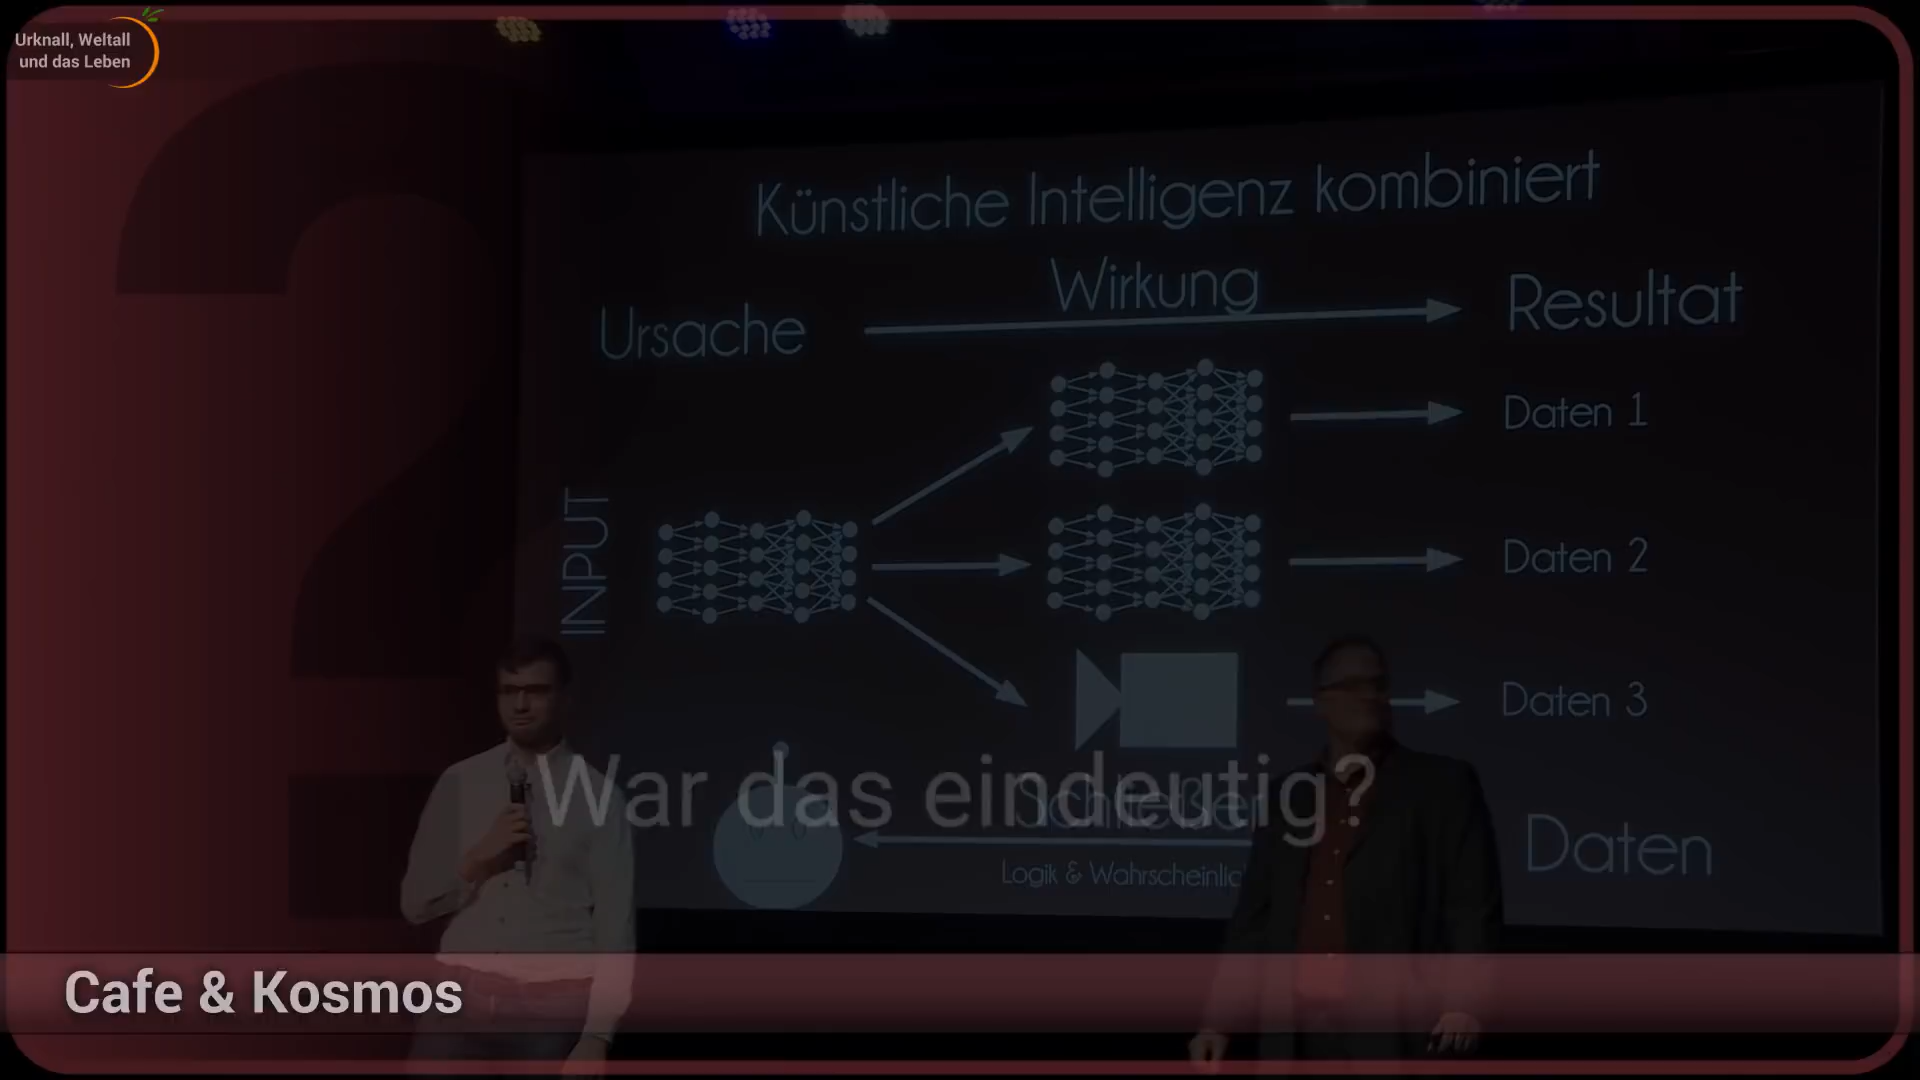 Urknall, Weltall
und das Leben
Künstliche Intelligenz kombiniert
Ursache
Wirkung
Resultat
INPUT
Daten 1
Daten 2
Daten 3
War das eindeutig?
Logik &
Daten
Cafe & Kosmos